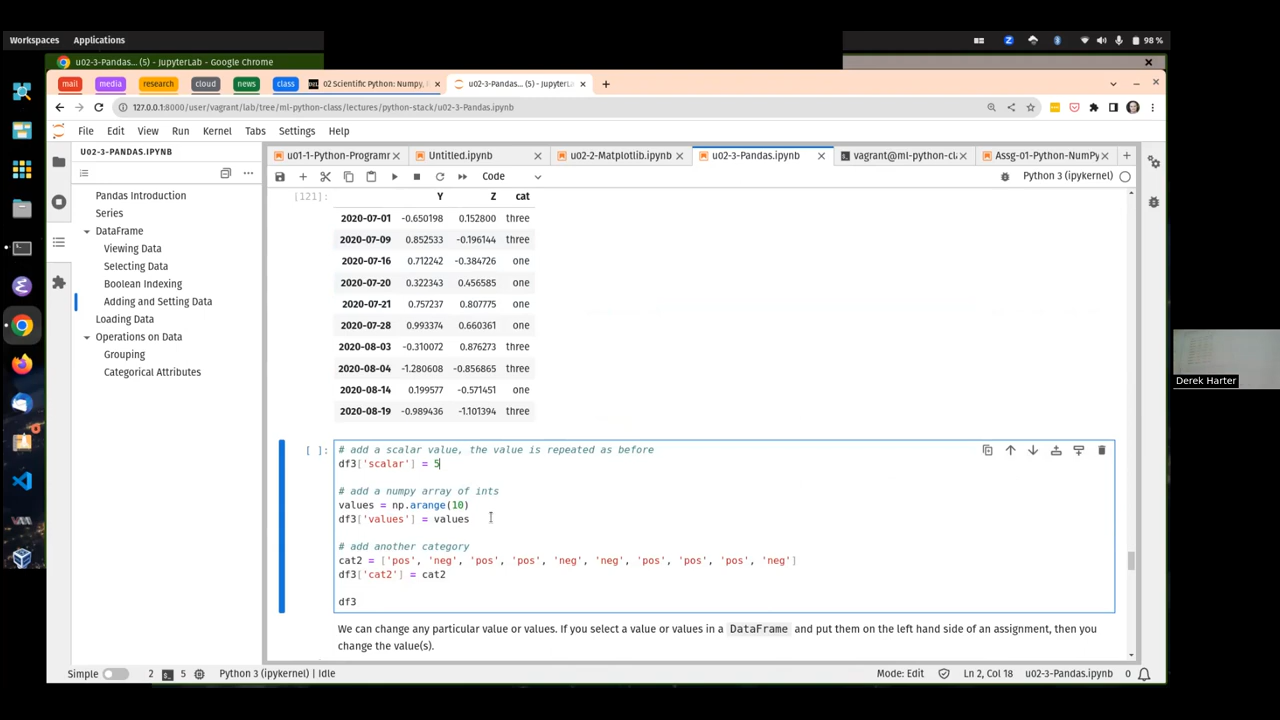 Workspaces Applications 98 %
u02-3-Pandas... (5) - JupyterLab - Google Chrome
mail media research cloud news class 02 Scientific Python: Numpy, u02-3-Pandas... (5) - JupyterL
127.0.0.1:8000/user/vagrant/lab/tree/ml-python-class/lectures/python-stack/u02-3-Pandas.ipynb
File Edit View Run Kernel Tabs Settings Help
U02-3-PANDAS.IPYNB
Pandas Introduction
Series
DataFrame
Viewing Data
Selecting Data
Boolean Indexing
Adding and Setting Data
Loading Data
Operations on Data
Grouping
Categorical Attributes
u01-1-Python-Programr Untitled.ipynb u02-2-Matplotlib.ipynb u02-3-Pandas.ipynb vagrant@ml-python-cl Assg-01-Python-NumPy
Code Python 3 (ipykernel)
[121]: Y Z cat
2020-07-01 -0.650198 0.152800 three
2020-07-09 0.852533 -0.196144 three
2020-07-16 0.712242 -0.384726 one
2020-07-20 0.322343 0.456585 one
2020-07-21 0.757237 0.807775 one
2020-07-28 0.993374 0.660361 one
2020-08-03 -0.310072 0.876273 three
2020-08-04 -1.280608 -0.856865 three
2020-08-14 0.199577 -0.571451 one
2020-08-19 -0.989436 -1.101394 three
[ ]: # add a scalar value, the value is repeated as before
df3['scalar'] = 5
# add a numpy array of ints
values = np.arange(10)
df3['values'] = values
# add another category
cat2 = ['pos', 'neg', 'pos', 'pos', 'neg', 'neg', 'pos', 'pos', 'pos', 'neg']
df3['cat2'] = cat2
df3
We can change any particular value or values. If you select a value or values in a DataFrame and put them on the left hand side of an assignment, then you
change the value(s).
Simple 2 5 Python 3 (ipykernel) | Idle Mode: Edit Ln 2, Col 18 u02-3-Pandas.ipynb 0
Derek Harter